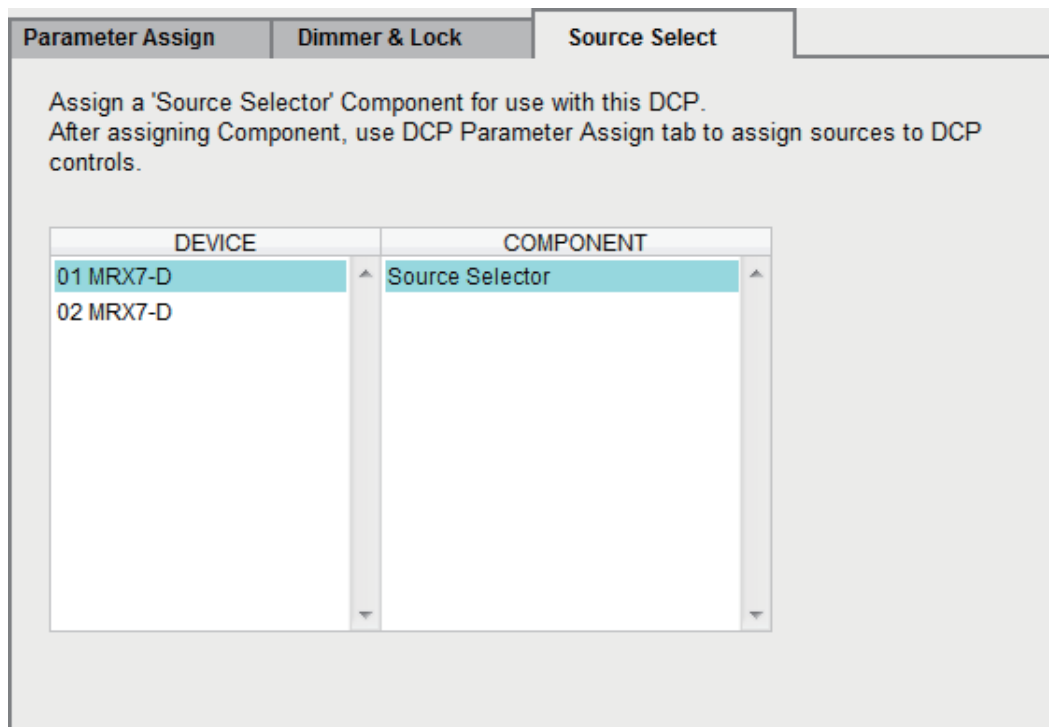 Parameter Assign
Dimmer & Lock
Source Select
Assign a 'Source Selector' Component for use with this DCP.
After assigning Component, use DCP Parameter Assign tab to assign sources to DCP
controls.
DEVICE
COMPONENT
01 MRX7-D
Source Selector
02 MRX7-D